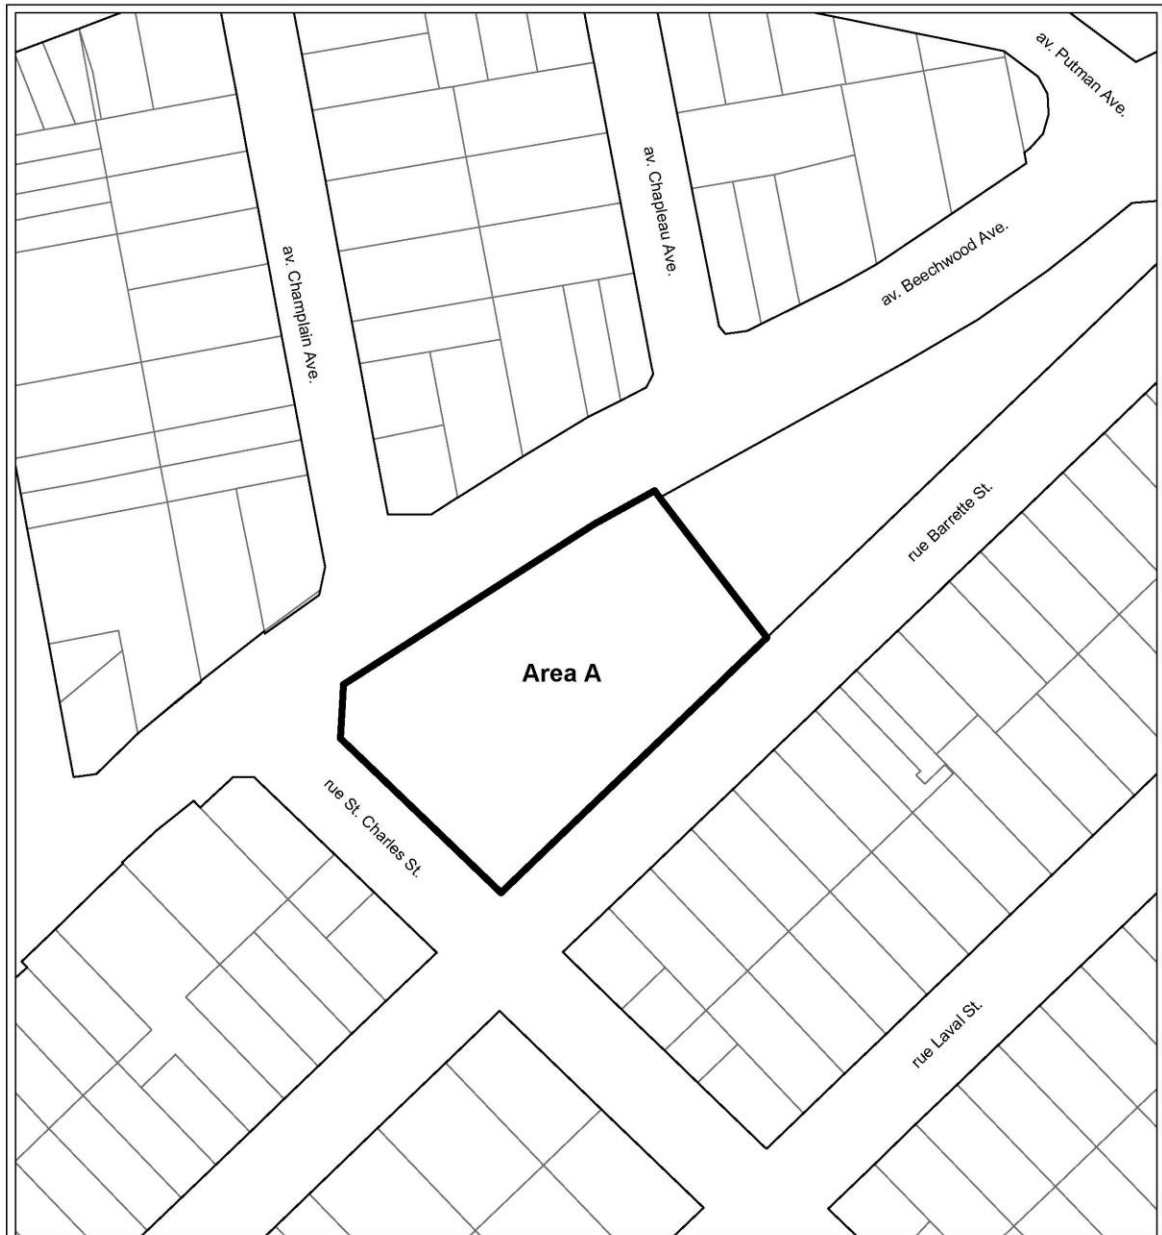 av. Putman Ave.
av. Chapleau Ave.
av. Beechwood Ave.
av. Champlain Ave.
rue Barrette St.
Area A
rue St. Charles St.
rue Laval St.